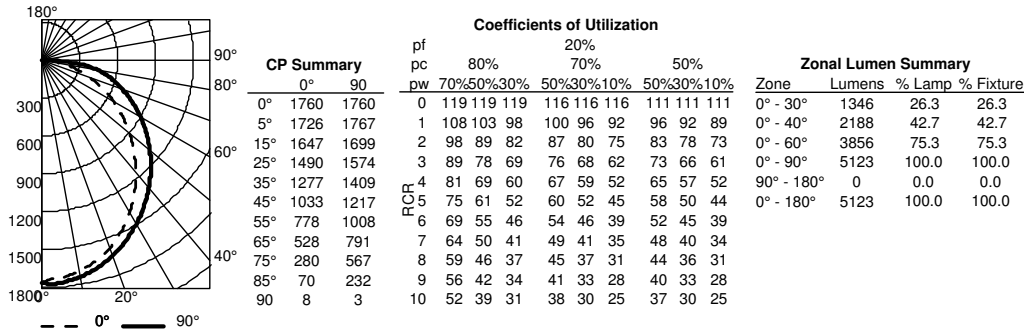 180°
90°
80°
60°
40°
20°
0°
300
600
900
1200
1500
1800
0° 90°
CP Summary
0° 90
0° 1760 1760
5° 1726 1767
15° 1647 1699
25° 1490 1574
35° 1277 1409
45° 1033 1217
55° 778 1008
65° 528 791
75° 280 567
85° 70 232
90 8 3
Coefficients of Utilization
pf 20%
pc 80% 70% 50%
pw 70%50%30% 50%30%10% 50%30%10%
RCR
0 119 119 119 116 116 116 111 111 111
1 108 103 98 100 96 92 96 92 89
2 98 89 82 87 80 75 83 78 73
3 89 78 69 76 68 62 73 66 61
4 81 69 60 67 59 52 65 57 52
5 75 61 52 60 52 45 58 50 44
6 69 55 46 54 46 39 52 45 39
7 64 50 41 49 41 35 48 40 34
8 59 46 37 45 37 31 44 36 31
9 56 42 34 41 33 28 40 33 28
10 52 39 31 38 30 25 37 30 25
Zonal Lumen Summary
Zone Lumens % Lamp % Fixture
0° - 30° 1346 26.3 26.3
0° - 40° 2188 42.7 42.7
0° - 60° 3856 75.3 75.3
0° - 90° 5123 100.0 100.0
90° - 180° 0 0.0 0.0
0° - 180° 5123 100.0 100.0